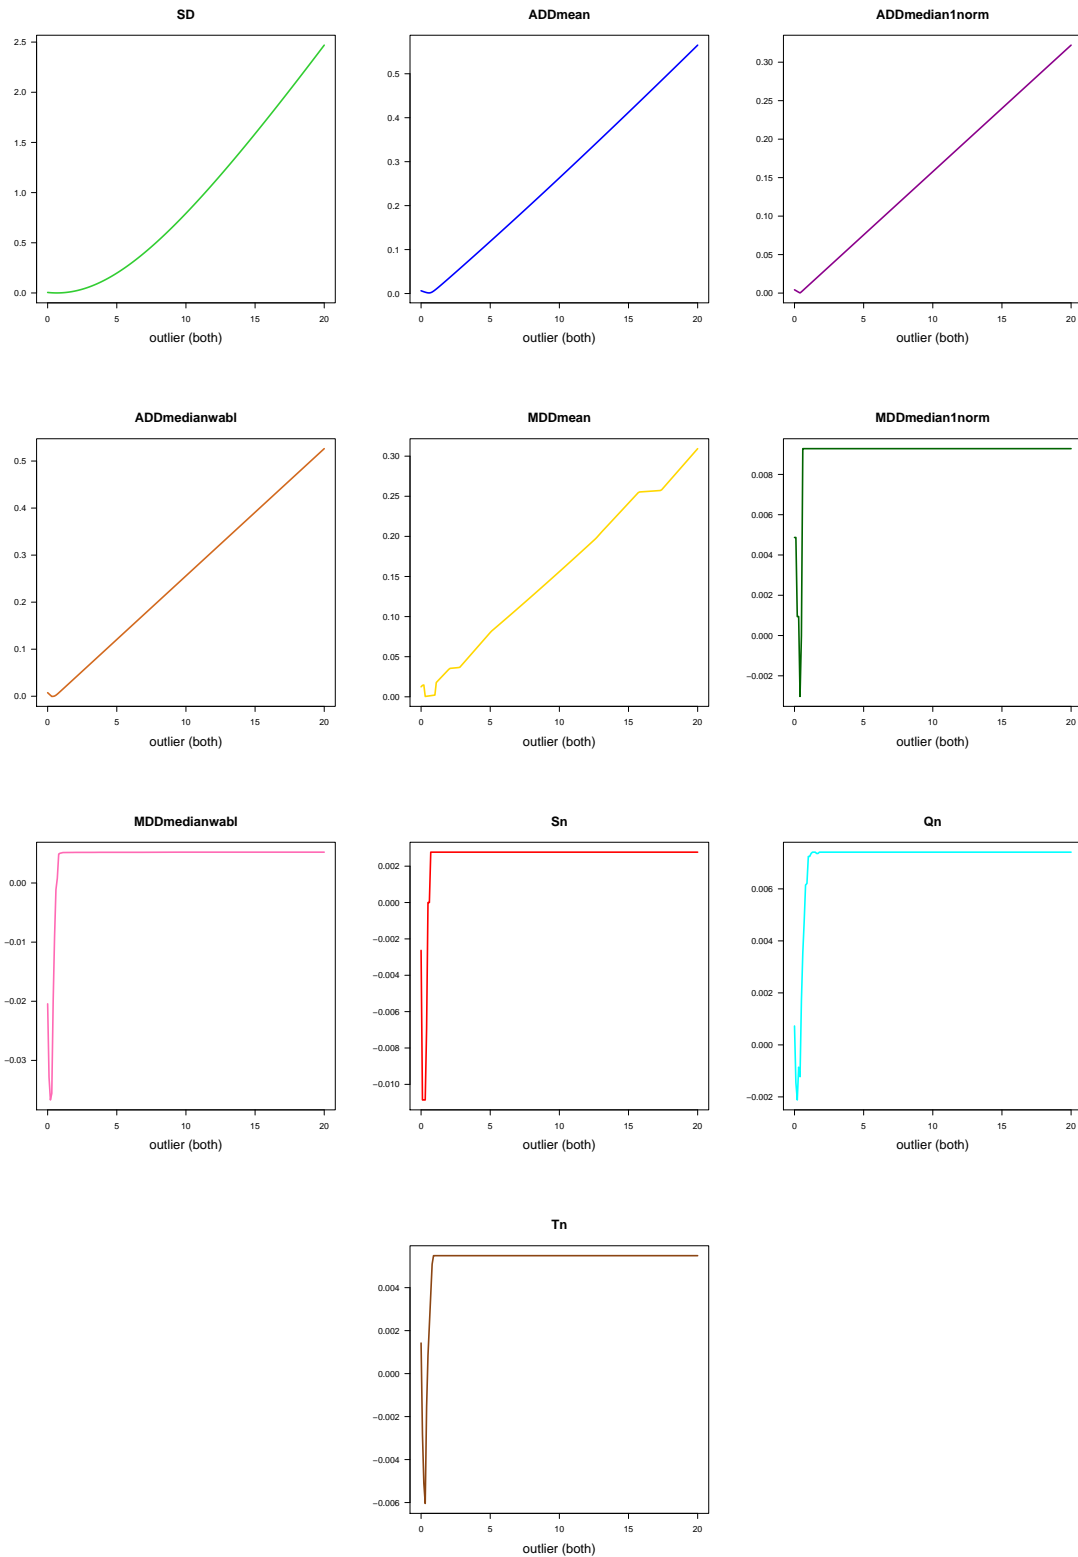 SD
2.5
2.0
1.5
1.0
0.5
0.0
0 5 10 15 20
outlier (both)
ADDmean
0.5
0.4
0.3
0.2
0.1
0.0
0 5 10 15 20
outlier (both)
ADDmedian1norm
0.30
0.25
0.20
0.15
0.10
0.05
0.00
0 5 10 15 20
outlier (both)
ADDmedianwabl
0.5
0.4
0.3
0.2
0.1
0.0
0 5 10 15 20
outlier (both)
MDDmean
0.30
0.25
0.20
0.15
0.10
0.05
0.00
0 5 10 15 20
outlier (both)
MDDmedian1norm
0.008
0.006
0.004
0.002
0.000
−0.002
0 5 10 15 20
outlier (both)
MDDmedianwabl
0.00
−0.01
−0.02
−0.03
0 5 10 15 20
outlier (both)
Sn
0.002
0.000
−0.002
−0.004
−0.006
−0.008
−0.010
0 5 10 15 20
outlier (both)
Qn
0.006
0.004
0.002
0.000
−0.002
0 5 10 15 20
outlier (both)
Tn
0.004
0.002
0.000
−0.002
−0.004
−0.006
0 5 10 15 20
outlier (both)